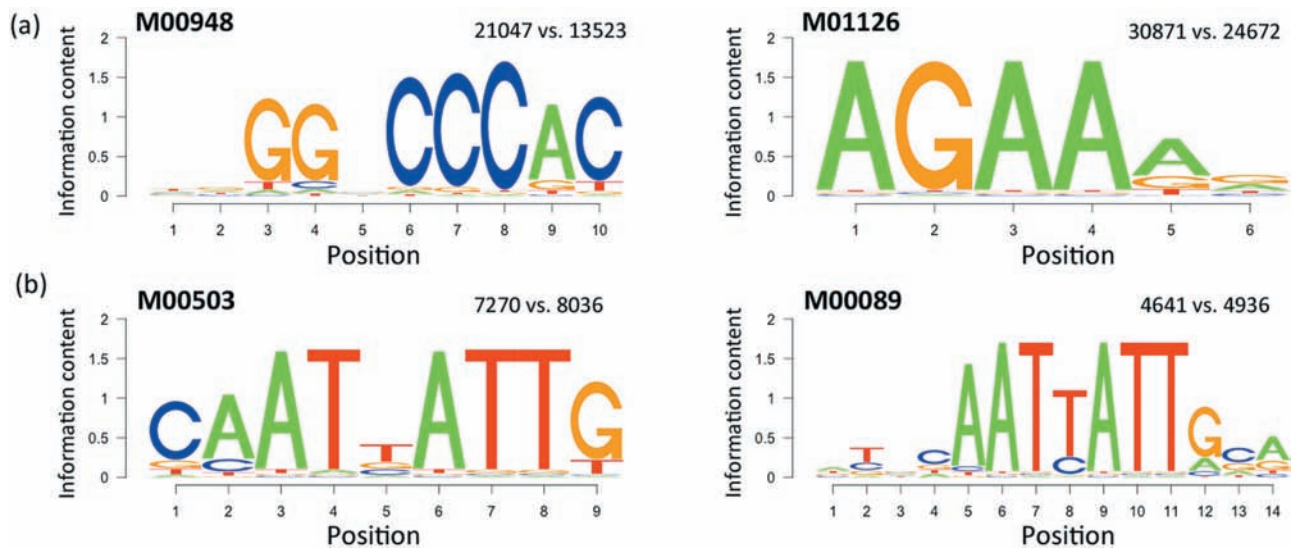 (a)
M00948
21047 vs. 13523
Information content
2
1.5
1
0.5
0
GG CCCAC
1 2 3 4 5 6 7 8 9 10
Position
M01126
30871 vs. 24672
Information content
2
1.5
1
0.5
0
AGAAA
1 2 3 4 5 6
Position
(b)
M00503
7270 vs. 8036
Information content
2
1.5
1
0.5
0
CAATTATTG
1 2 3 4 5 6 7 8 9
Position
M00089
4641 vs. 4936
Information content
2
1.5
1
0.5
0
TCAATTATTGCA
1 2 3 4 5 6 7 8 9 10 11 12 13 14
Position